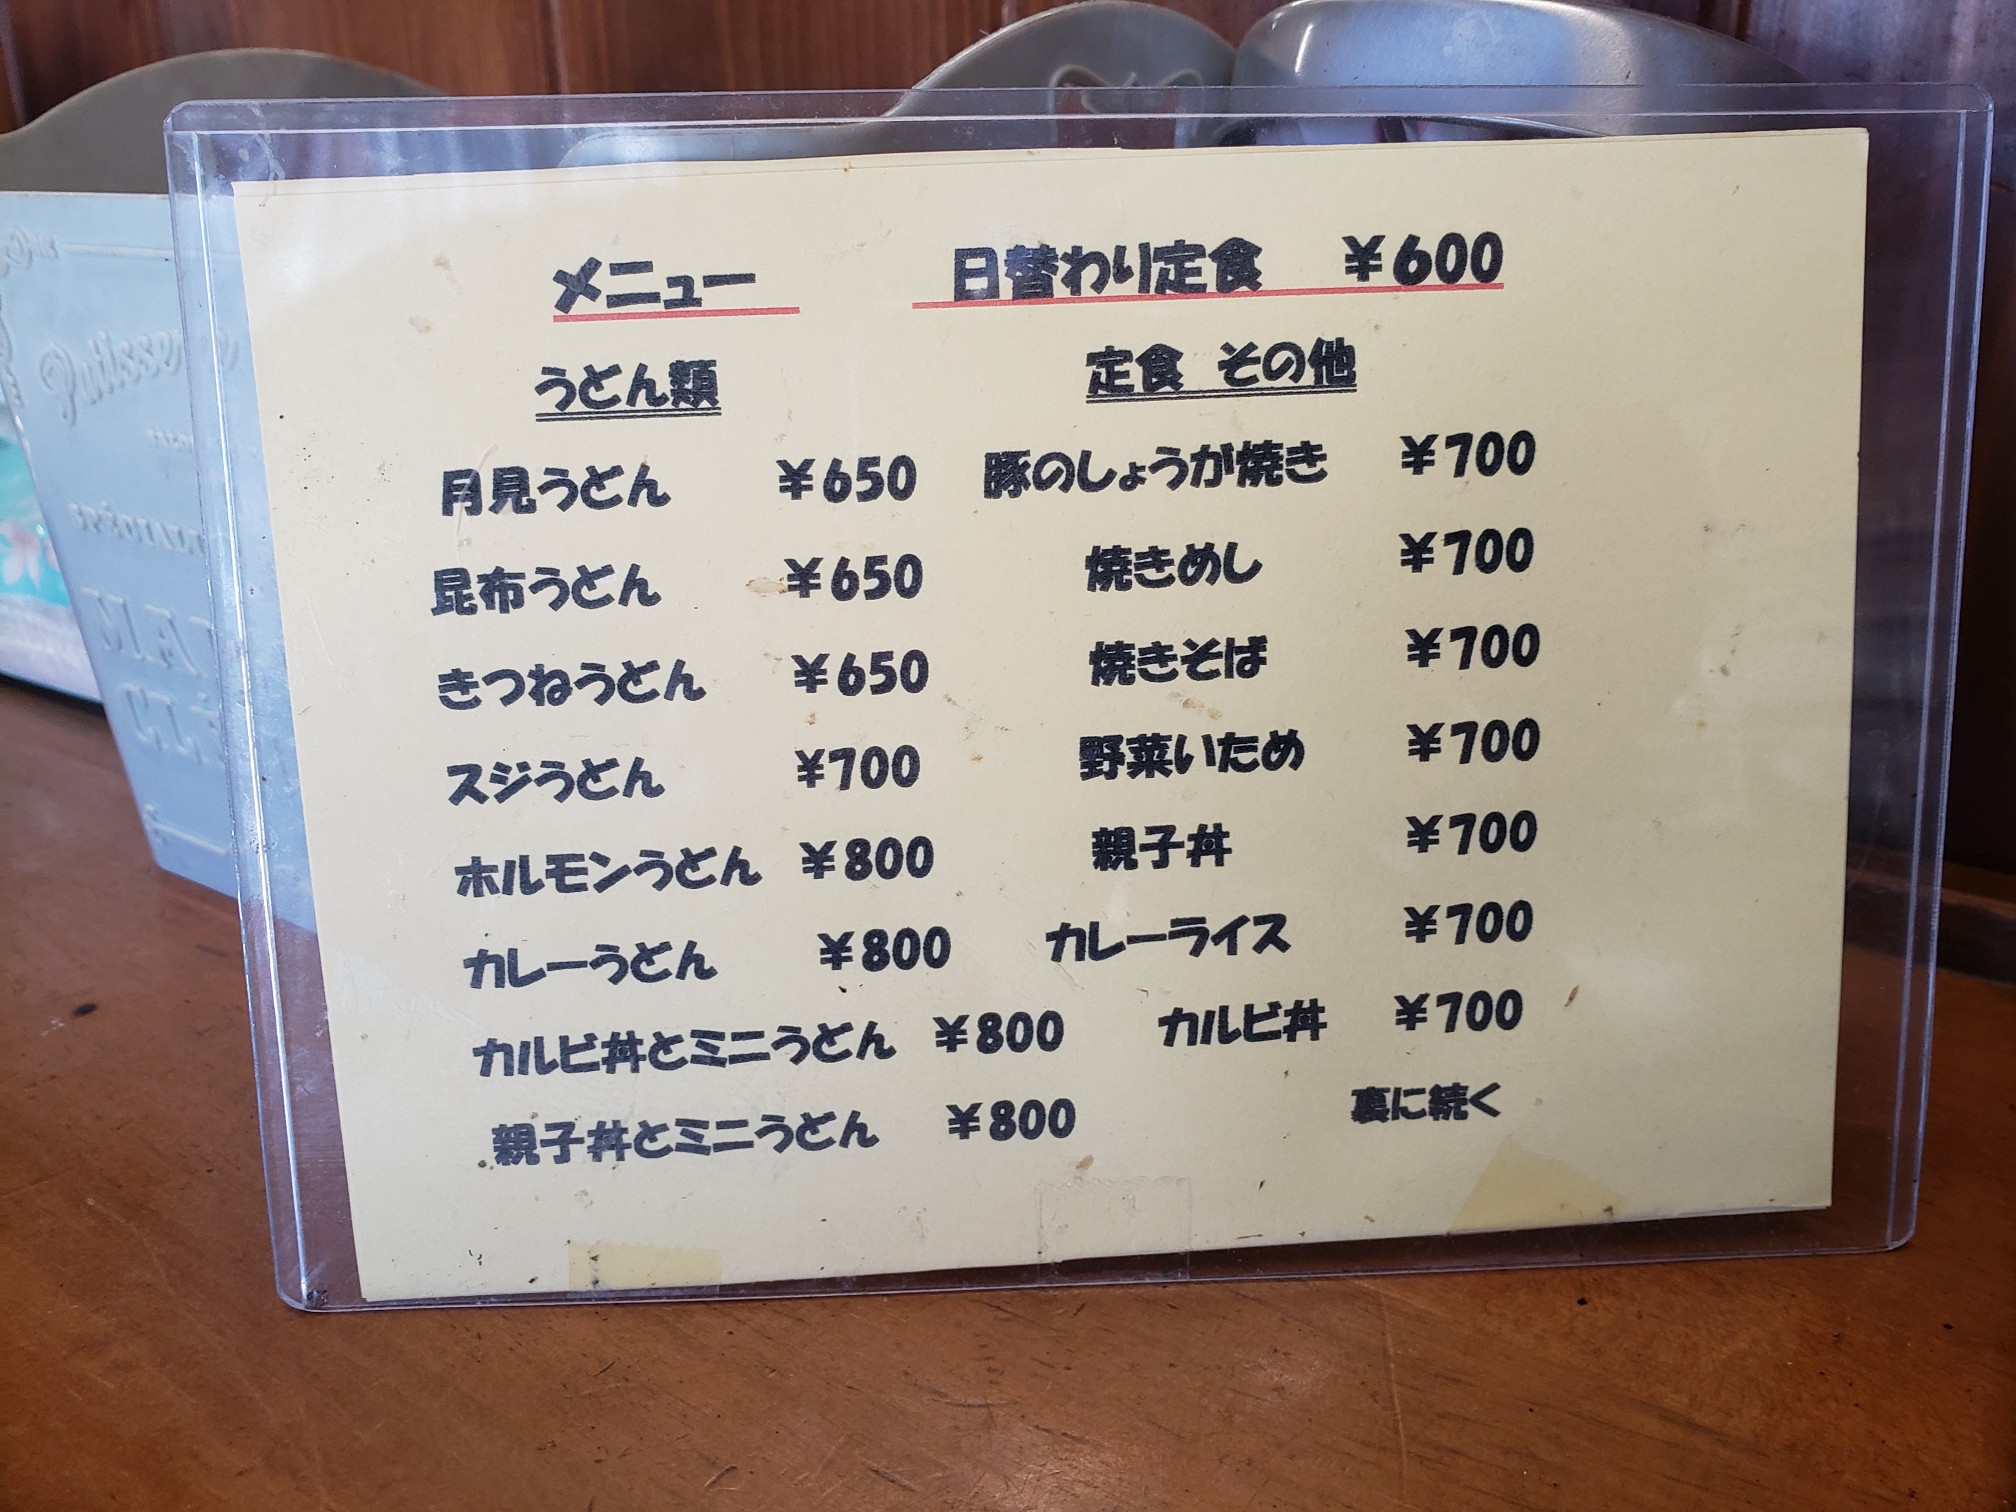 メニュー
日替わり定食 ¥600
うどん類
月見うどん ¥650
昆布うどん ¥650
きつねうどん ¥650
スジうどん ¥700
ホルモンうどん ¥800
カレーうどん ¥800
カルビ丼とミニうどん ¥800
親子丼とミニうどん ¥800
定食 その他
豚のしょうが焼き ¥700
焼きめし ¥700
焼きそば ¥700
野菜いため ¥700
親子丼 ¥700
カレーライス ¥700
カルビ丼 ¥700
裏に続く